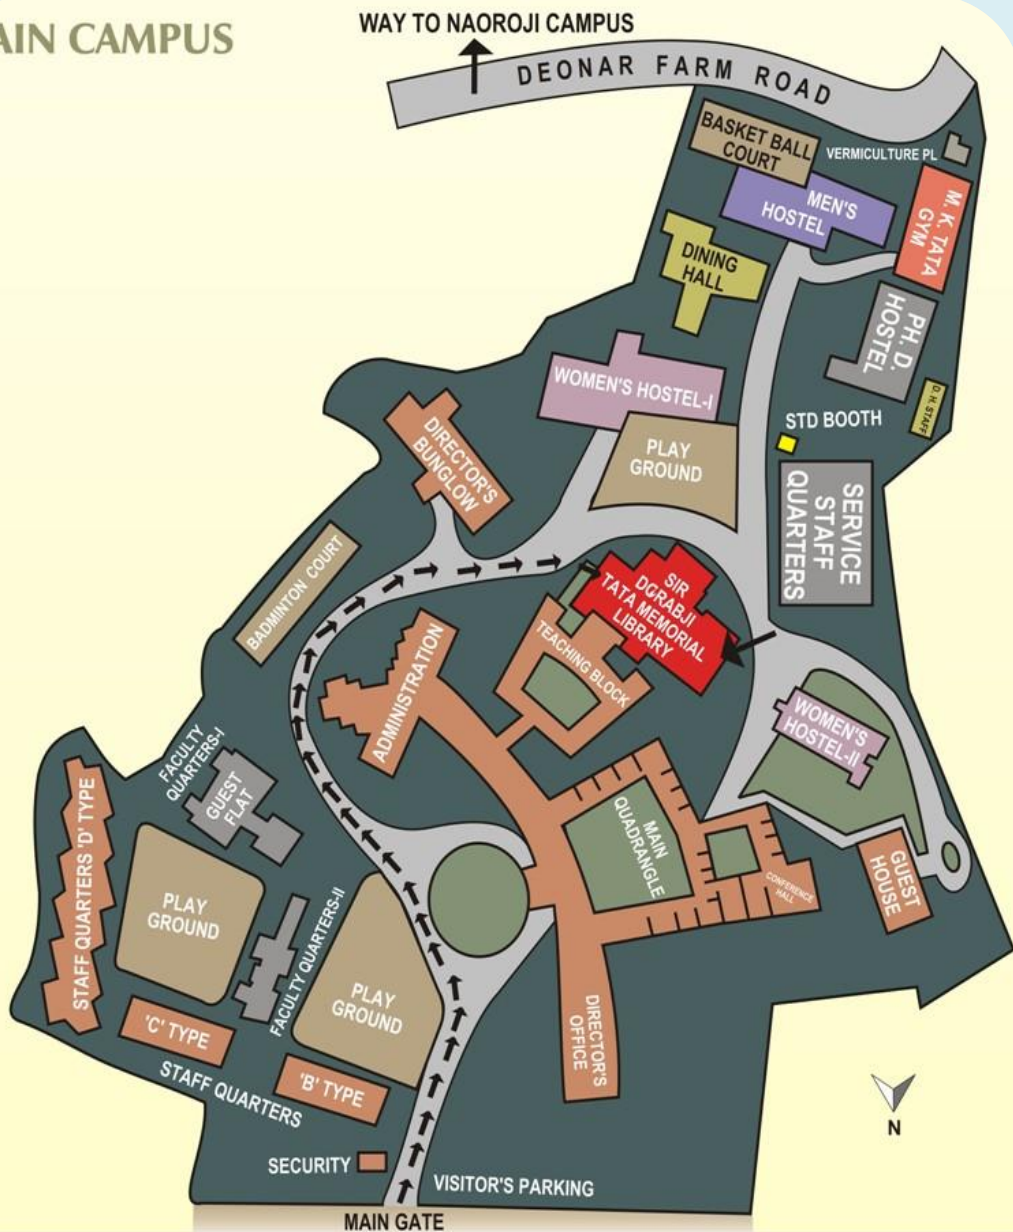 AIN CAMPUS
WAY TO NAOROJI CAMPUS
DEONAR FARM ROAD
BASKET BALL
COURT
VERMICULTURE PL
MEN'S
HOSTEL
M. K. TATA
GYM
DINING
HALL
PH. D.
HOSTEL
D. H. STAFF
WOMEN'S HOSTEL-I
STD BOOTH
PLAY
GROUND
DIRECTOR'S
BUNGLOW
SERVICE
STAFF
QUARTERS
BADMINTON COURT
SIR
DORABJI
TATA MEMORIAL
LIBRARY
TEACHING BLOCK
ADMINISTRATION
WOMEN'S
HOSTEL-II
FACULTY
QUARTERS-I
GUEST
FLAT
MAIN
QUADRANGLE
STAFF QUARTERS 'D' TYPE
GUEST
HOUSE
CONFERENCE
HALL
PLAY
GROUND
FACULTY QUARTERS-II
PLAY
GROUND
DIRECTOR'S
OFFICE
'C' TYPE
'B' TYPE
STAFF QUARTERS
N
SECURITY
VISITOR'S PARKING
MAIN GATE